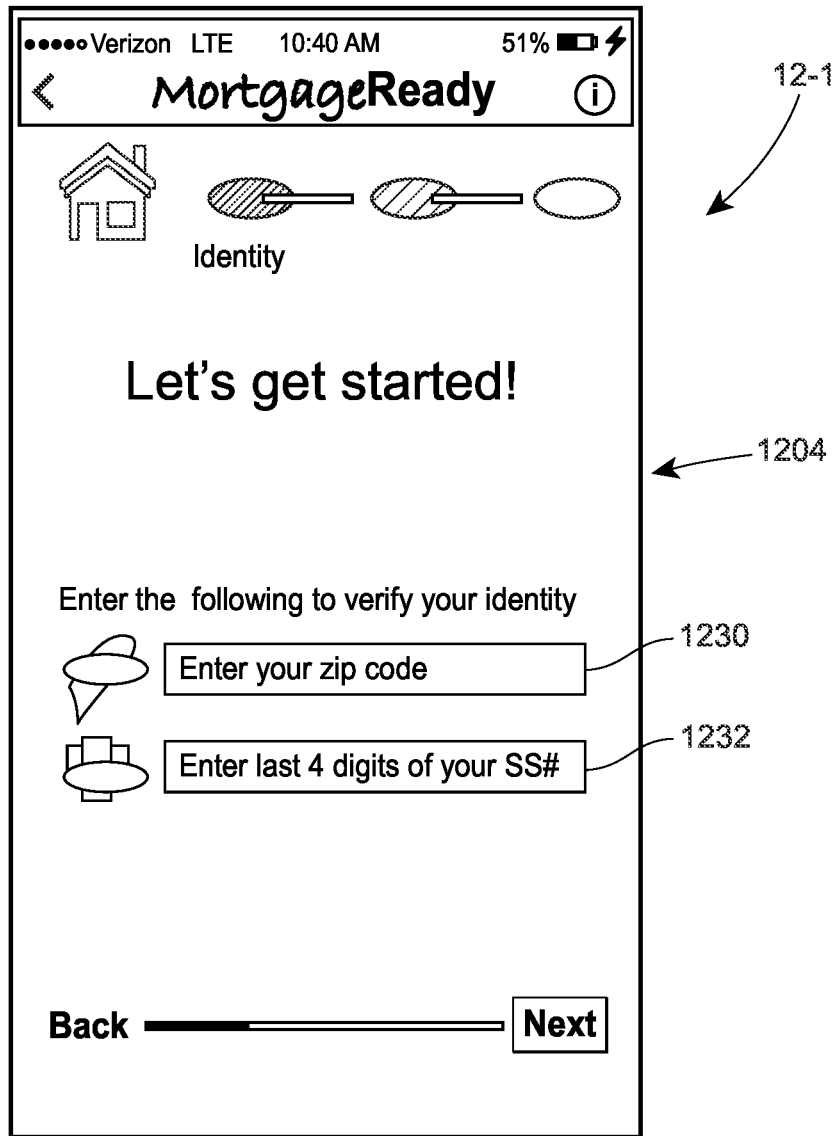 Verizon LTE 10:40 AM 51%
MortgageReady
i
12-1
Identity
Let's get started!
1204
Enter the following to verify your identity
Enter your zip code
1230
Enter last 4 digits of your SS#
1232
Back Next